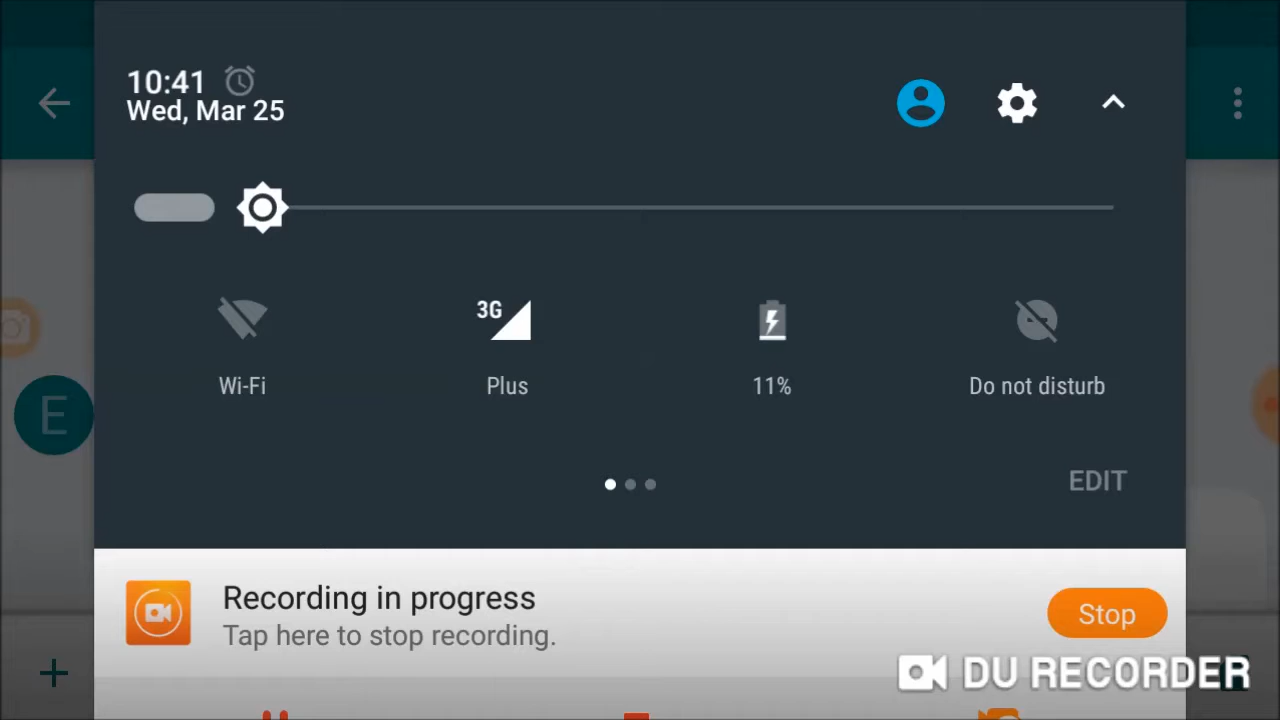 10:41
Wed, Mar 25
3G
Wi-Fi
Plus
11%
Do not disturb
E
EDIT
Recording in progress
Tap here to stop recording.
Stop
DU RECORDER